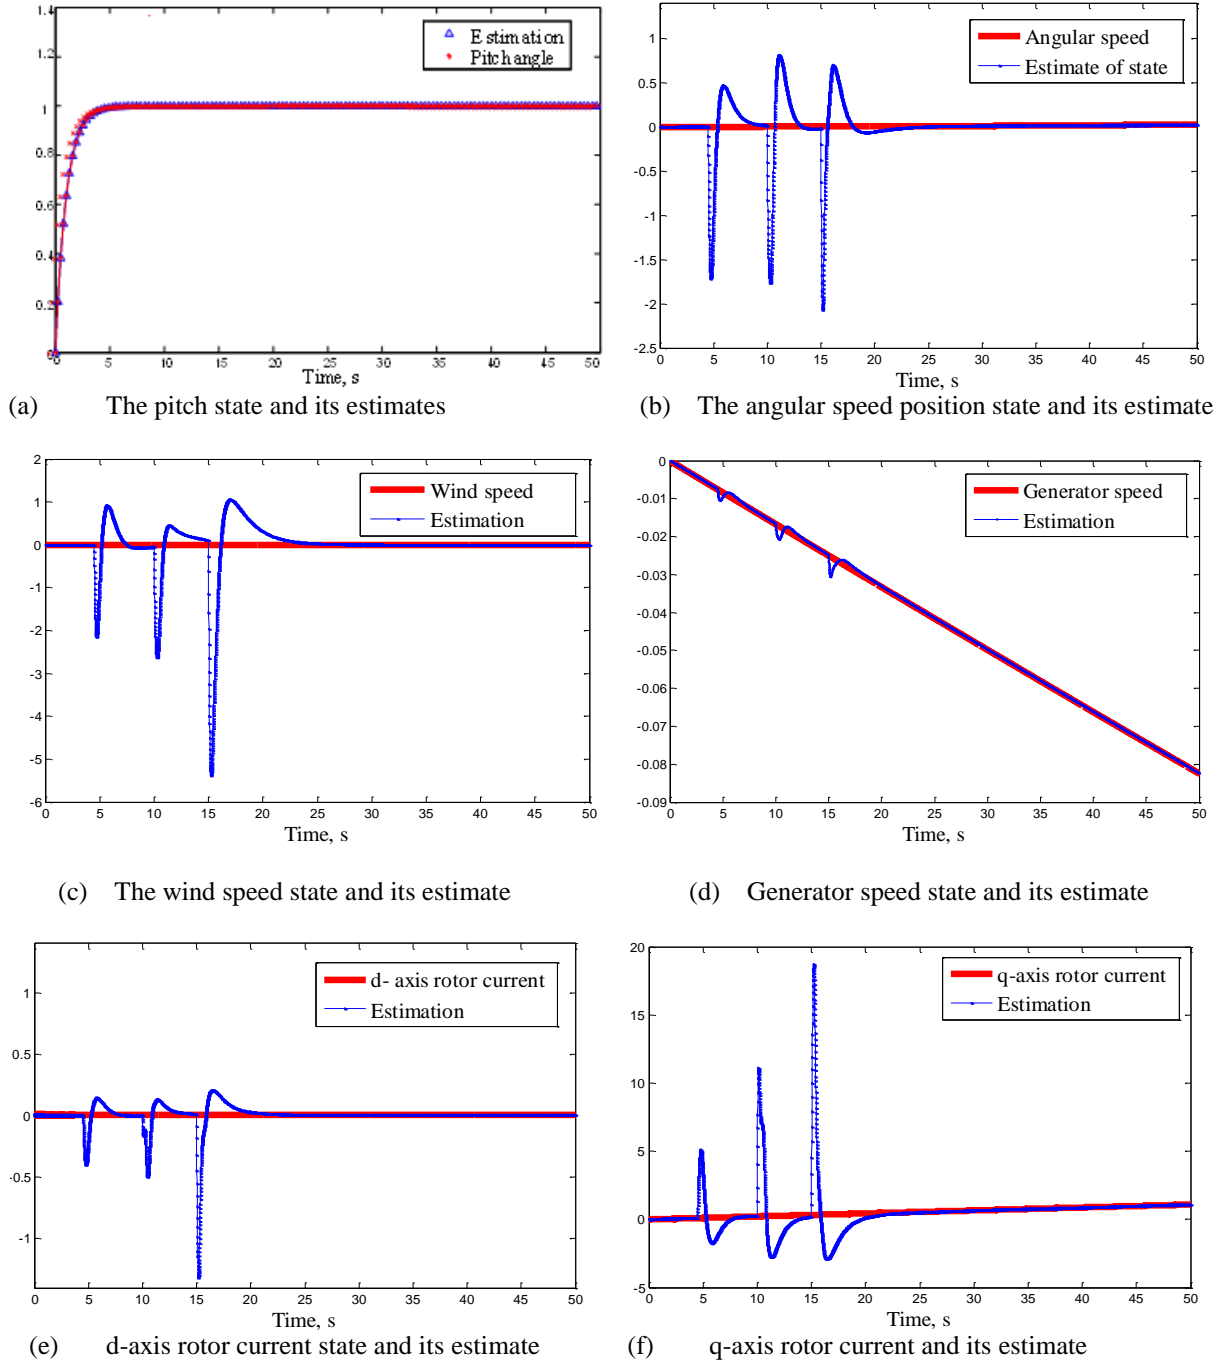 1.4
1.2
1
0.8
0.6
0.4
0.2
0
0 5 10 15 20 25 30 35 40 45 50
Time, s
Estimation
Pitch angle
(a) The pitch state and its estimates
1
0.5
0
-0.5
-1
-1.5
-2
-2.5
0 5 10 15 20 25 30 35 40 45 50
Time, s
Angular speed
Estimate of state
(b) The angular speed position state and its estimate
2
1
0
-1
-2
-3
-4
-5
-6
0 5 10 15 20 25 30 35 40 45 50
Time, s
Wind speed
Estimation
(c) The wind speed state and its estimate
0
-0.01
-0.02
-0.03
-0.04
-0.05
-0.06
-0.07
-0.08
-0.09
0 5 10 15 20 25 30 35 40 45 50
Time, s
Generator speed
Estimation
(d) Generator speed state and its estimate
1
0.5
0
-0.5
-1
0 5 10 15 20 25 30 35 40 45 50
Time, s
d- axis rotor current
Estimation
(e) d-axis rotor current state and its estimate
20
15
10
5
0
-5
0 5 10 15 20 25 30 35 40 45 50
Time, s
q-axis rotor current
Estimation
(f) q-axis rotor current and its estimate